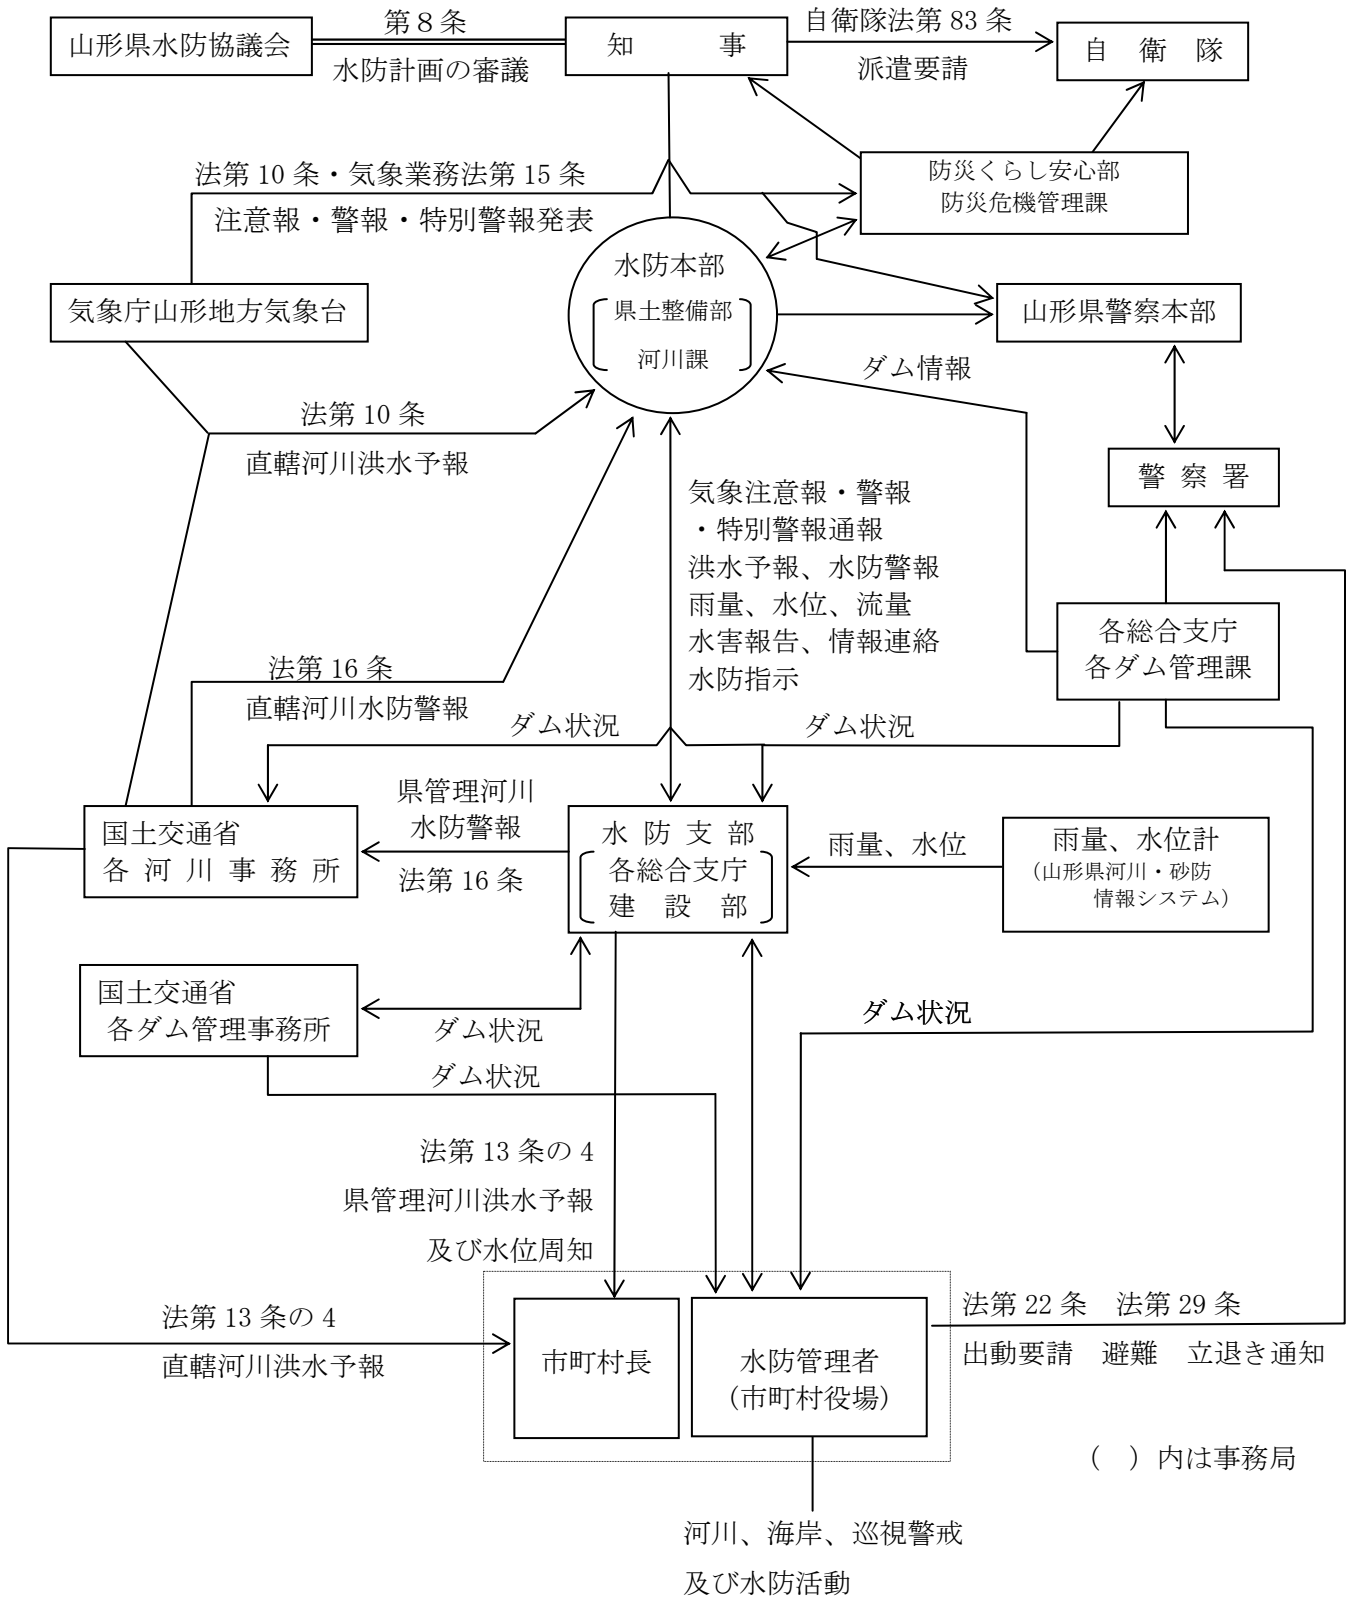 第８条
自衛隊法第 83 条
山形県水防協議会
知　　　事
自　衛　隊
水防計画の審議
派遣要請
法第 10 条・気象業務法第 15 条
防災くらし安心部
防災危機管理課
注意報・警報・特別警報発表
水防本部
県土整備部
河川課
気象庁山形地方気象台
山形県警察本部
ダム情報
法第 10 条
直轄河川洪水予報
警 察 署
気象注意報・警報
・特別警報通報
洪水予報、水防警報
雨量、水位、流量
水害報告、情報連絡
水防指示
各総合支庁
各ダム管理課
法第 16 条
直轄河川水防警報
ダム状況
ダム状況
県管理河川
水防警報
法第 16 条
国土交通省
各 河 川 事 務 所
水 防 支 部
各総合支庁
建　設　部
雨量、水位
雨量、水位計
（山形県河川・砂防
情報システム）
国土交通省
各ダム管理事務所
ダム状況
ダム状況
ダム状況
法第 13 条の 4
県管理河川洪水予報
及び水位周知
法第 13 条の 4
直轄河川洪水予報
市町村長
水防管理者
（市町村役場）
法第 22 条　法第 29 条
出動要請　避難　立退き通知
（　）内は事務局
河川、海岸、巡視警戒
及び水防活動